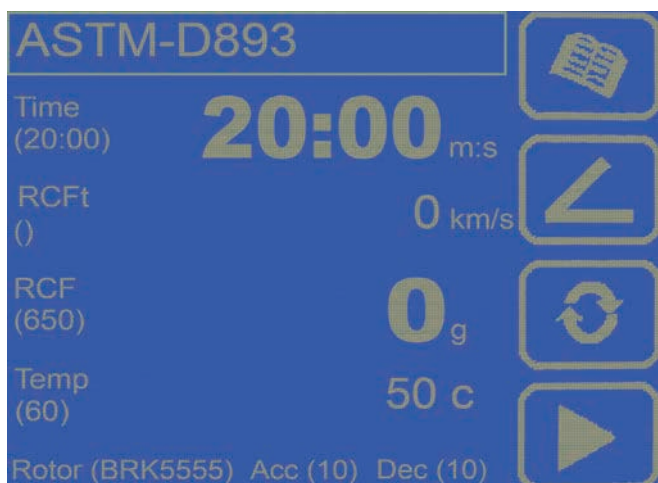 ASTM-D893
Time
(20:00)
20:00 m:s
RCFt
()
0 km/s
RCF
(650)
0 g
Temp
(60)
50 c
Rotor (BRK5555) Acc (10) Dec (10)